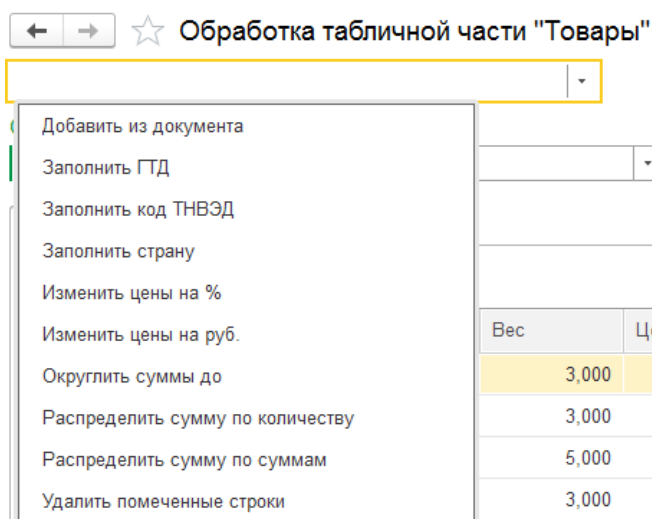 Обработка табличной части "Товары"
Добавить из документа
Заполнить ГТД
Заполнить код ТНВЭД
Заполнить страну
Изменить цены на %
Изменить цены на руб.
Вес
Округлить суммы до
3,000
Распределить сумму по количеству
3,000
Распределить сумму по суммам
5,000
Удалить помеченные строки
3,000